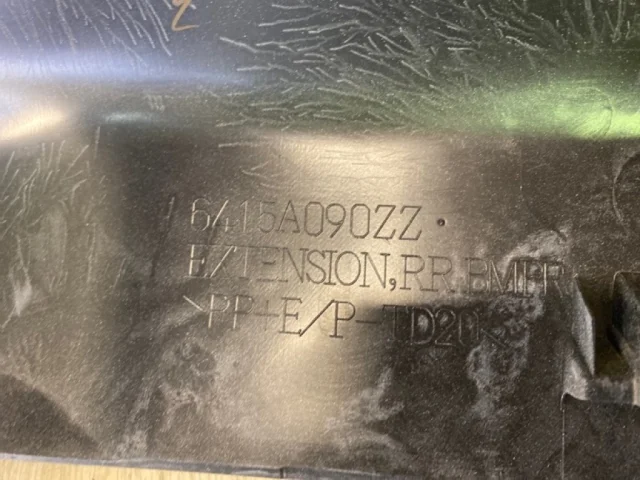 6415A090ZZ
EXTENSION,RR.BMPR
>PP+E/P-TD20<